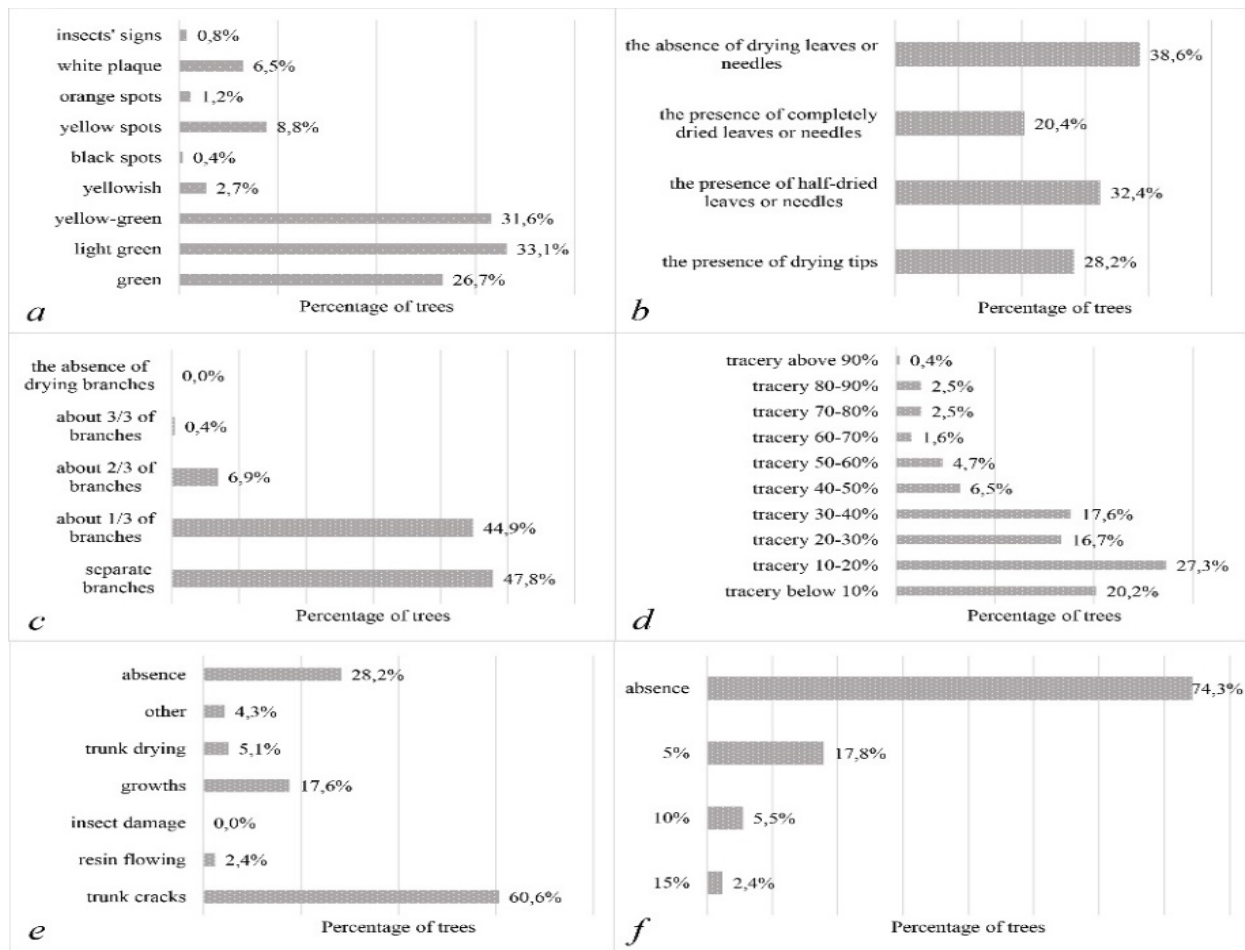 insects' signs 0,8%
white plaque 6,5%
orange spots 1,2%
yellow spots 8,8%
black spots 0,4%
yellowish 2,7%
yellow-green 31,6%
light green 33,1%
green 26,7%
Percentage of trees
a
the absence of drying leaves or
needles
38,6%
the presence of completely
dried leaves or needles
20,4%
the presence of half-dried
leaves or needles
32,4%
the presence of drying tips 28,2%
Percentage of trees
b
the absence of
drying branches
0,0%
about 3/3 of
branches
0,4%
about 2/3 of
branches
6,9%
about 1/3 of
branches
44,9%
separate
branches
47,8%
Percentage of trees
c
tracery above 90% 0,4%
tracery 80-90% 2,5%
tracery 70-80% 2,5%
tracery 60-70% 1,6%
tracery 50-60% 4,7%
tracery 40-50% 6,5%
tracery 30-40% 17,6%
tracery 20-30% 16,7%
tracery 10-20% 27,3%
tracery below 10% 20,2%
Percentage of trees
d
absence 28,2%
other 4,3%
trunk drying 5,1%
growths 17,6%
insect damage 0,0%
resin flowing 2,4%
trunk cracks 60,6%
Percentage of trees
e
absence 74,3%
5% 17,8%
10% 5,5%
15% 2,4%
Percentage of trees
f